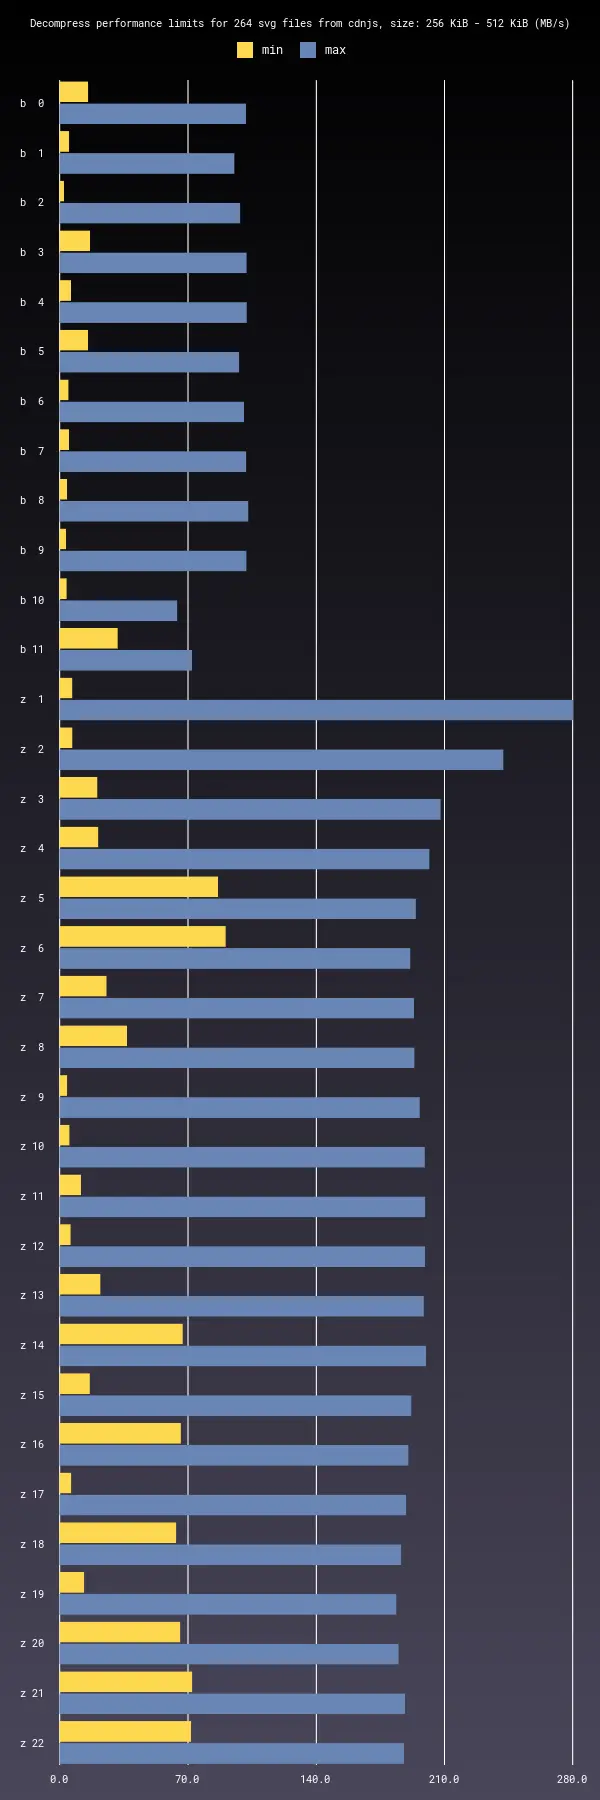 Decompress performance limits for 264 svg files from cdnjs, size: 256 KiB - 512 KiB (MB/s)
min max
b 0
b 1
b 2
b 3
b 4
b 5
b 6
b 7
b 8
b 9
b 10
b 11
z 1
z 2
z 3
z 4
z 5
z 6
z 7
z 8
z 9
z 10
z 11
z 12
z 13
z 14
z 15
z 16
z 17
z 18
z 19
z 20
z 21
z 22
0.0 70.0 140.0 210.0 280.0